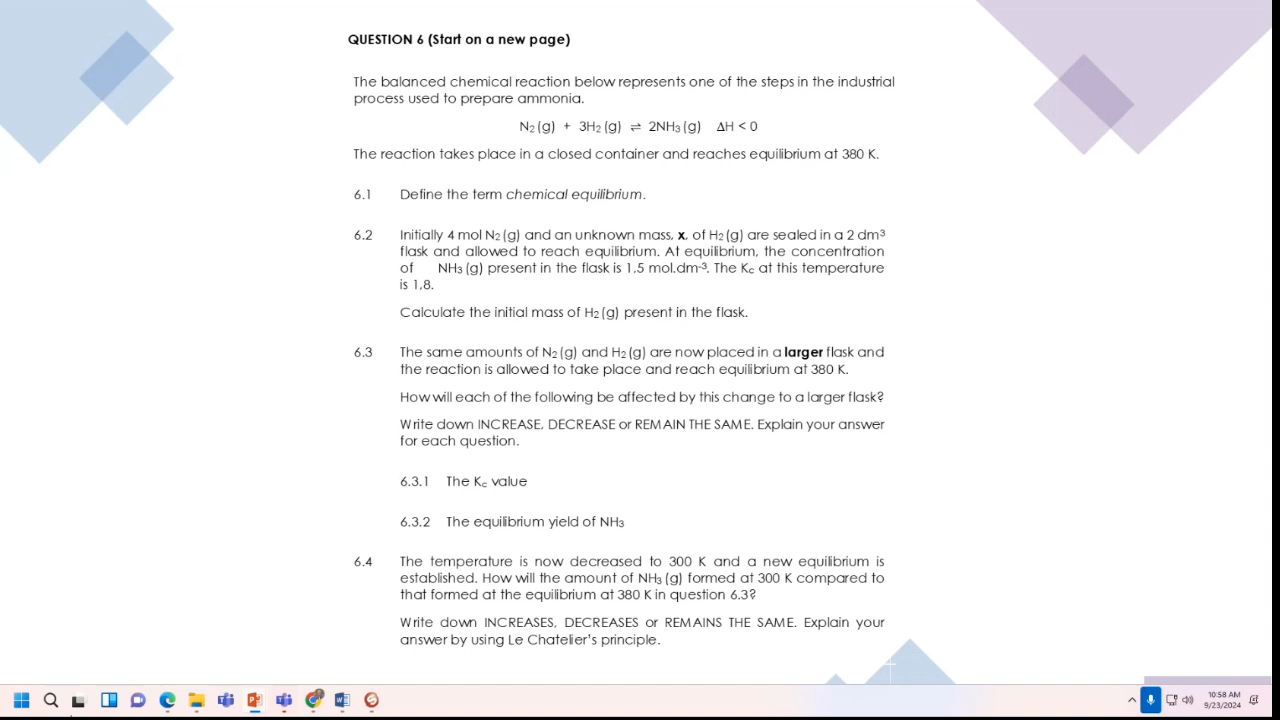 QUESTION 6 (Start on a new page)
The balanced chemical reaction below represents one of the steps in the industrial
process used to prepare ammonia.
N₂ (g) + 3H₂ (g) ⇌ 2NH₃ (g) ΔH < 0
The reaction takes place in a closed container and reaches equilibrium at 380 K.
6.1 Define the term chemical equilibrium.
6.2 Initially 4 mol N₂ (g) and an unknown mass, x, of H₂ (g) are sealed in a 2 dm³
flask and allowed to reach equilibrium. At equilibrium, the concentration
of NH₃ (g) present in the flask is 1,5 mol.dm⁻³. The Kc at this temperature
is 1,8.
Calculate the initial mass of H₂ (g) present in the flask.
6.3 The same amounts of N₂ (g) and H₂ (g) are now placed in a larger flask and
the reaction is allowed to take place and reach equilibrium at 380 K.
How will each of the following be affected by this change to a larger flask?
Write down INCREASE, DECREASE or REMAIN THE SAME. Explain your answer
for each question.
6.3.1 The Kc value
6.3.2 The equilibrium yield of NH₃
6.4 The temperature is now decreased to 300 K and a new equilibrium is
established. How will the amount of NH₃ (g) formed at 300 K compared to
that formed at the equilibrium at 380 K in question 6.3?
Write down INCREASES, DECREASES or REMAINS THE SAME. Explain your
answer by using Le Chatelier's principle.
10:58 AM
9/23/2024